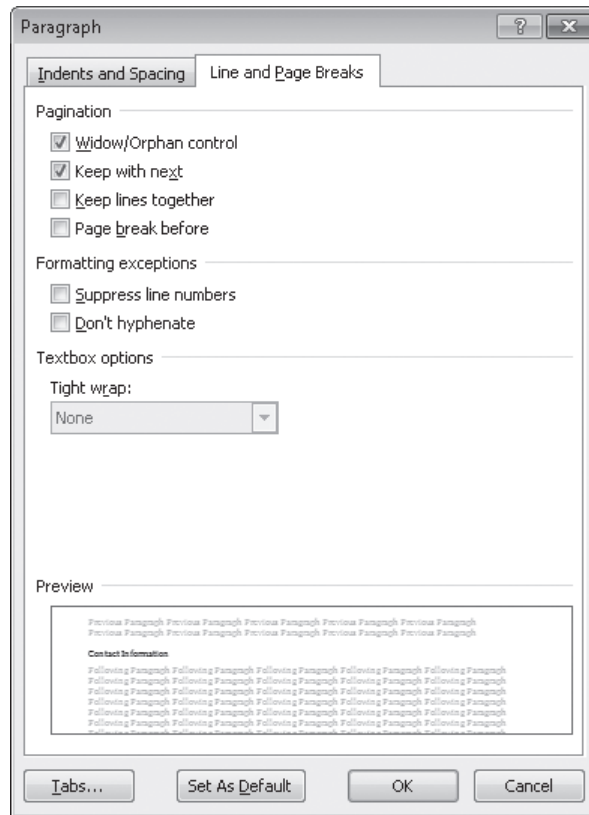 Paragraph
Indents and Spacing Line and Page Breaks
Pagination
Widow/Orphan control
Keep with next
Keep lines together
Page break before
Formatting exceptions
Suppress line numbers
Don't hyphenate
Textbox options
Tight wrap:
None
Preview
Previous Paragraph Previous Paragraph Previous Paragraph Previous Paragraph Previous Paragraph
Previous Paragraph Previous Paragraph Previous Paragraph Previous Paragraph Previous Paragraph
Contact Information
Following Paragraph Following Paragraph Following Paragraph Following Paragraph Following Paragraph
Following Paragraph Following Paragraph Following Paragraph Following Paragraph Following Paragraph
Following Paragraph Following Paragraph Following Paragraph Following Paragraph Following Paragraph
Following Paragraph Following Paragraph Following Paragraph Following Paragraph Following Paragraph
Following Paragraph Following Paragraph Following Paragraph Following Paragraph Following Paragraph
Following Paragraph Following Paragraph Following Paragraph Following Paragraph Following Paragraph
Tabs... Set As Default OK Cancel